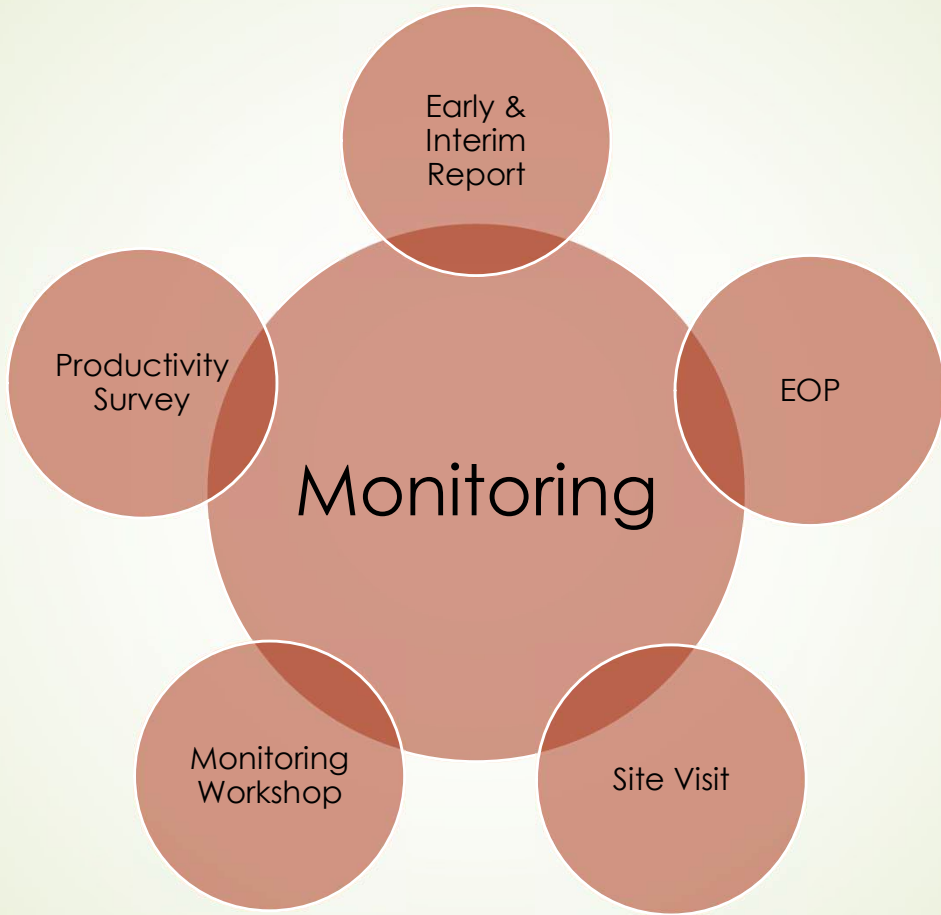 Early &
Interim
Report
Productivity
Survey
EOP
Monitoring
Monitoring
Workshop
Site Visit